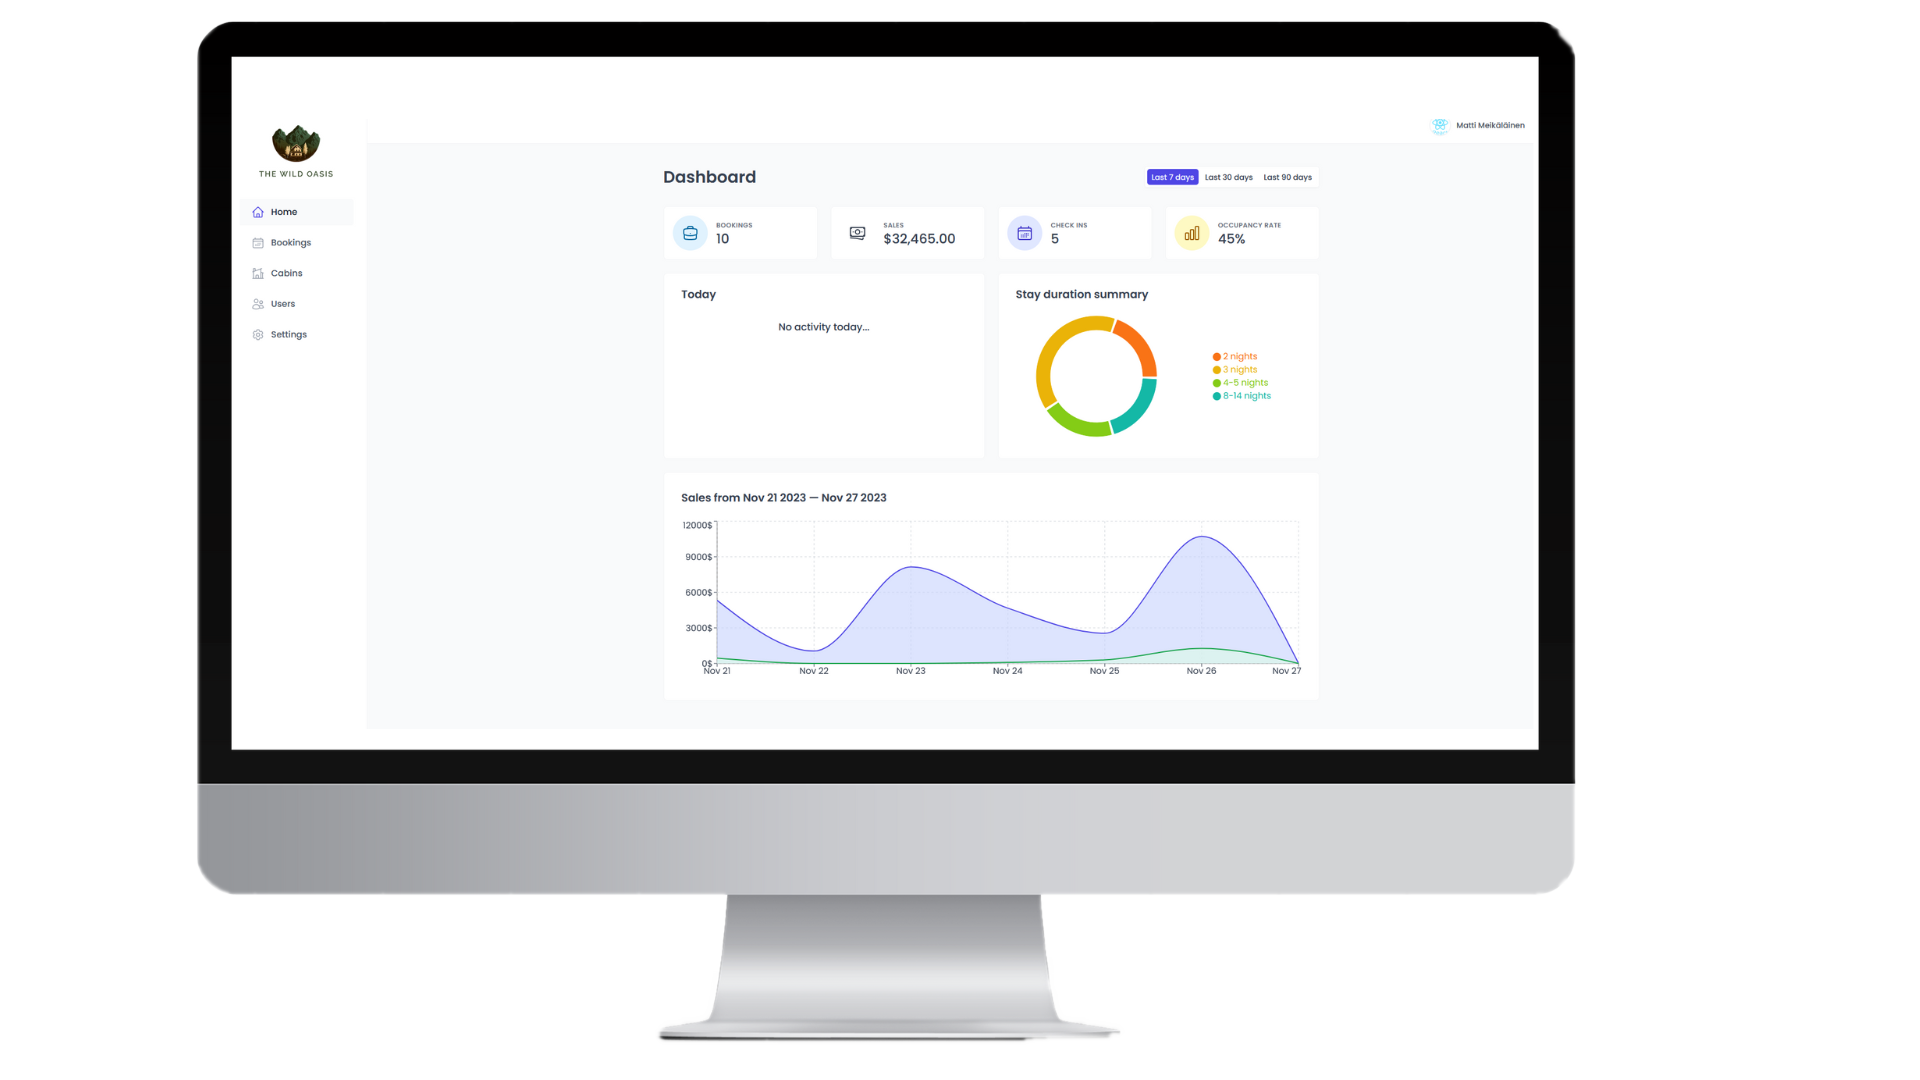 Matti Meikäläinen
THE WILD OASIS
Home
Bookings
Cabins
Users
Settings
Dashboard
Last 7 days Last 30 days Last 90 days
BOOKINGS
10
SALES
$32,465.00
CHECK INS
5
OCCUPANCY RATE
45%
Today
No activity today...
Stay duration summary
2 nights
3 nights
4-5 nights
8-14 nights
Sales from Nov 21 2023 — Nov 27 2023
12000$
9000$
6000$
3000$
0$
Nov 21 Nov 22 Nov 23 Nov 24 Nov 25 Nov 26 Nov 27